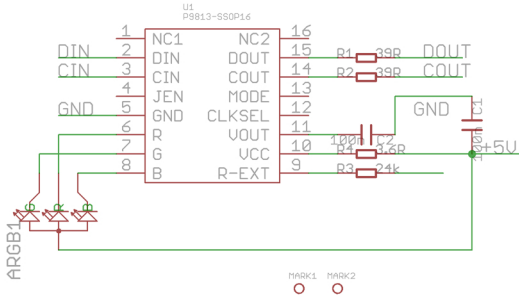 U1
P9813-SSOP16
1 NC1 NC2 16
DIN 2 DIN DOUT 15 R1 39R DOUT
CIN 3 CIN COUT 14 R2 39R COUT
4 JEN MODE 13
GND 5 GND CLKSEL 12 GND C1
6 R VOUT 11 100n C2 100n
7 G VCC 10 R4 3.6R +5V
8 B R-EXT 9 R3 24k
G R B
ARGB1
MARK1 MARK2